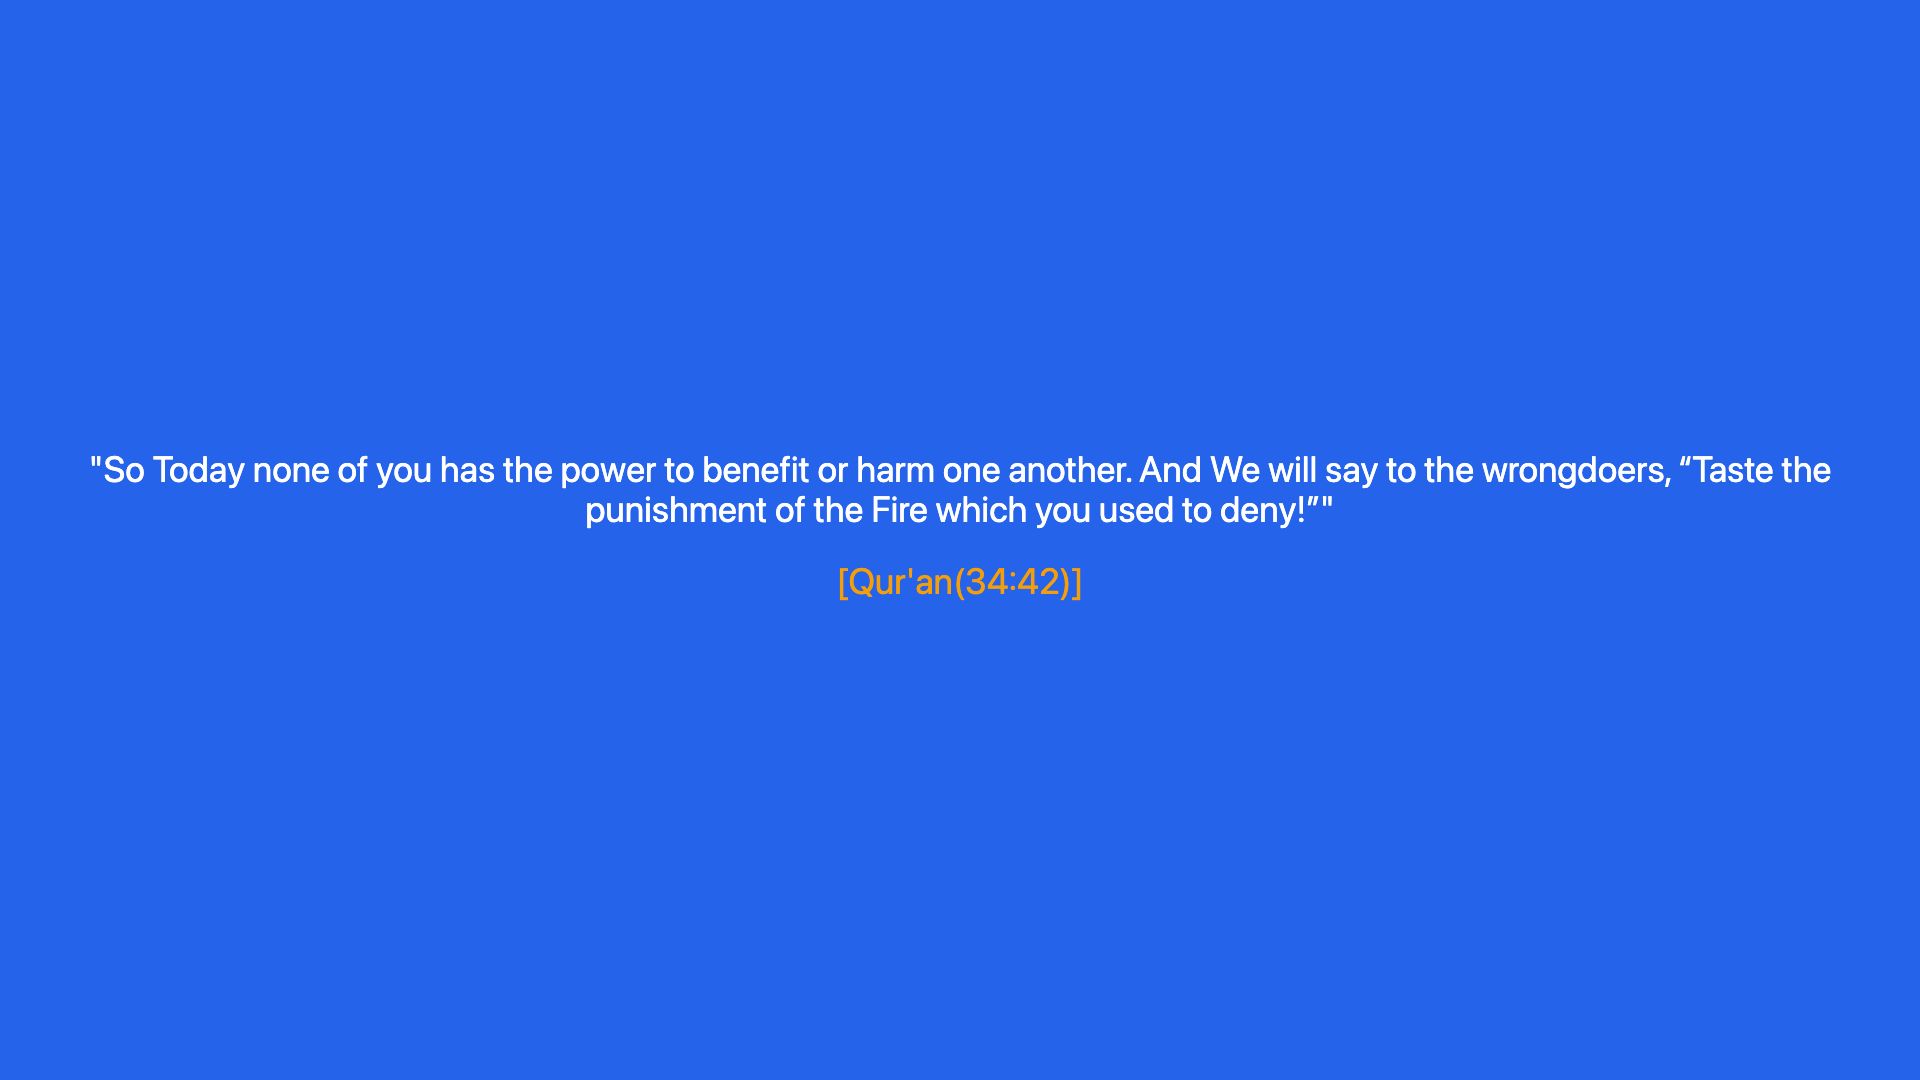 "So Today none of you has the power to benefit or harm one another. And We will say to the wrongdoers, “Taste the
punishment of the Fire which you used to deny!”"
[Qur'an(34:42)]